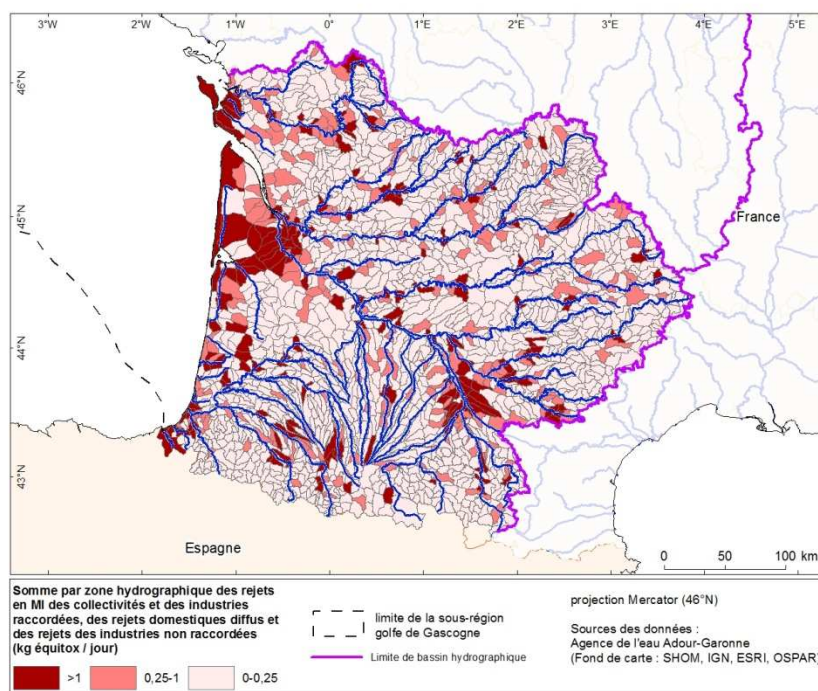 3°W 2°W 1°W 0° 1°E 2°E 3°E 4°E 5°E
46°N
45°N
France
44°N
43°N
Espagne
0 50 100 km
Somme par zone hydrographique des rejets
en MI des collectivités et des industries
raccordées, des rejets domestiques diffus et
des rejets des industries non raccordées
(kg équitox / jour)
>1 0,25-1 0-0,25
limite de la sous-région
golfe de Gascogne
Limite de bassin hydrographique
projection Mercator (46°N)
Sources des données :
Agence de l'eau Adour-Garonne
(Fond de carte : SHOM, IGN, ESRI, OSPAR)